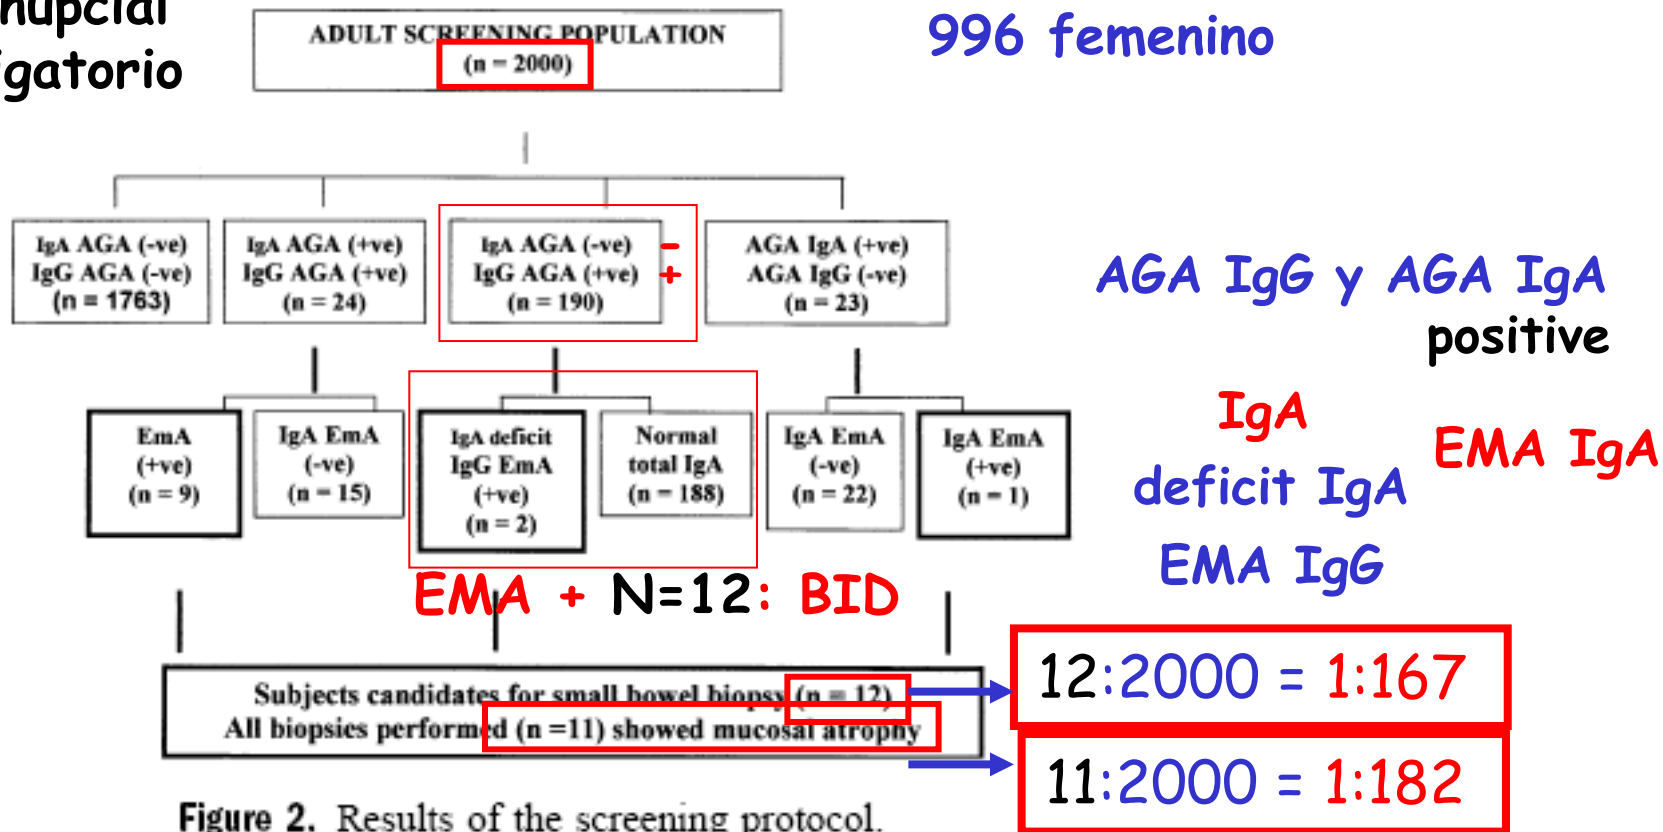 nupcial
igatorio
ADULT SCREENING POPULATION
(n = 2000)
996 femenino
IgA AGA (-ve)
IgG AGA (-ve)
(n = 1763)
IgA AGA (+ve)
IgG AGA (+ve)
(n = 24)
IgA AGA (-ve) -
IgG AGA (+ve) +
(n = 190)
AGA IgA (+ve)
AGA IgG (-ve)
(n = 23)
AGA IgG y AGA IgA
positive
EmA
(+ve)
(n = 9)
IgA EmA
(-ve)
(n = 15)
IgA deficit
IgG EmA
(+ve)
(n = 2)
Normal
total IgA
(n = 188)
IgA EmA
(-ve)
(n = 22)
IgA EmA
(+ve)
(n = 1)
IgA
EMA IgA
deficit IgA
EMA IgG
EMA + N=12: BID
Subjects candidates for small bowel biopsy (n = 12)
All biopsies performed (n =11) showed mucosal atrophy
12:2000 = 1:167
11:2000 = 1:182
Figure 2. Results of the screening protocol.